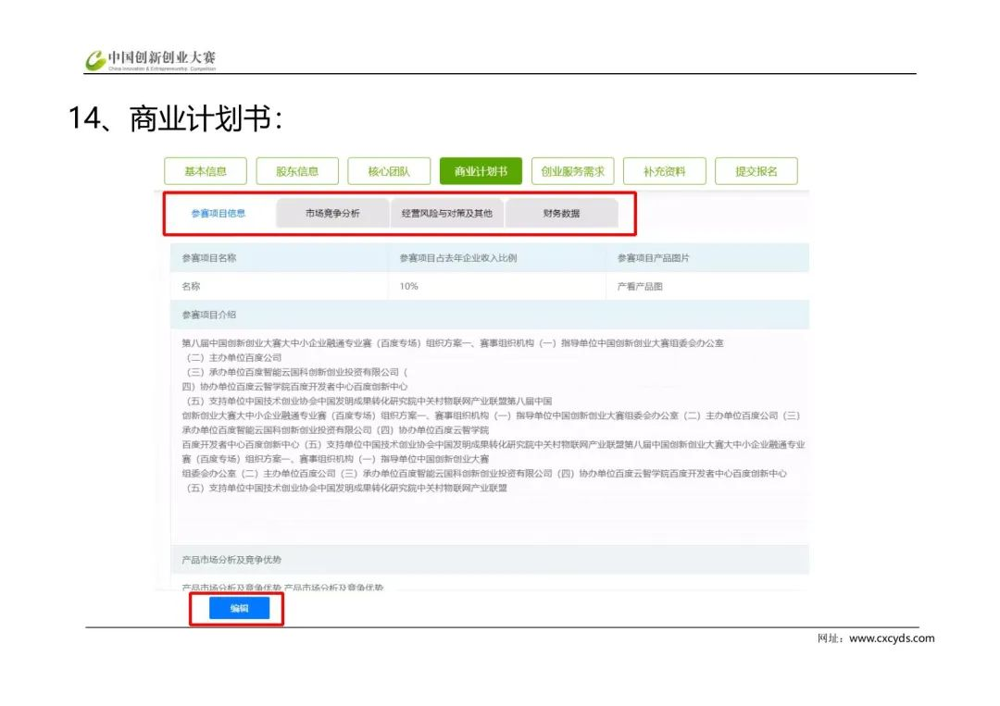 中国创新创业大赛
China Innovation & Entrepreneurship Competition
14、商业计划书：
基本信息 股东信息 核心团队 商业计划书 创业服务需求 补充资料 提交报名
参赛项目信息 市场竞争分析 经营风险与对策及其他 财务数据
参赛项目名称 参赛项目占去年企业收入比例 参赛项目产品图片
名称 10% 产看产品图
参赛项目介绍
第八届中国创新创业大赛大中小企业融通专业赛（百度专场）组织方案一、赛事组织机构（一）指导单位中国创新创业大赛组委会办公室
（二）主办单位百度公司
（三）承办单位百度智能云国科创新创业投资有限公司（
四）协办单位百度云智学院百度开发者中心百度创新中心
（五）支持单位中国技术创业协会中国发明成果转化研究院中关村物联网产业联盟第八届中国
创新创业大赛大中小企业融通专业赛（百度专场）组织方案一、赛事组织机构（一）指导单位中国创新创业大赛组委会办公室（二）主办单位百度公司（三）
承办单位百度智能云国科创新创业投资有限公司（四）协办单位百度云智学院
百度开发者中心百度创新中心（五）支持单位中国技术创业协会中国发明成果转化研究院中关村物联网产业联盟第八届中国创新创业大赛大中小企业融通专业
赛（百度专场）组织方案一、赛事组织机构（一）指导单位中国创新创业大赛
组委会办公室（二）主办单位百度公司（三）承办单位百度智能云国科创新创业投资有限公司（四）协办单位百度云智学院百度开发者中心百度创新中心
（五）支持单位中国技术创业协会中国发明成果转化研究院中关村物联网产业联盟
产品市场分析及竞争优势
产品市场分析及竞争优势 产品市场分析及竞争优势
编辑
网址：www.cxcyds.com